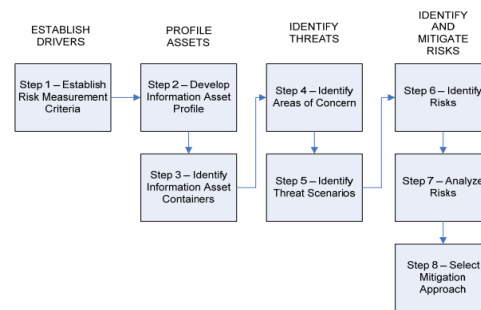 ESTABLISH
DRIVERS
PROFILE
ASSETS
IDENTIFY
THREATS
IDENTIFY
AND
MITIGATE
RISKS
Step 1 – Establish
Risk Measurement
Criteria
Step 2 – Develop
Information Asset
Profile
Step 3 – Identify
Information Asset
Containers
Step 4 – Identify
Areas of Concern
Step 5 – Identify
Threat Scenarios
Step 6 – Identify
Risks
Step 7 – Analyze
Risks
Step 8 – Select
Mitigation
Approach